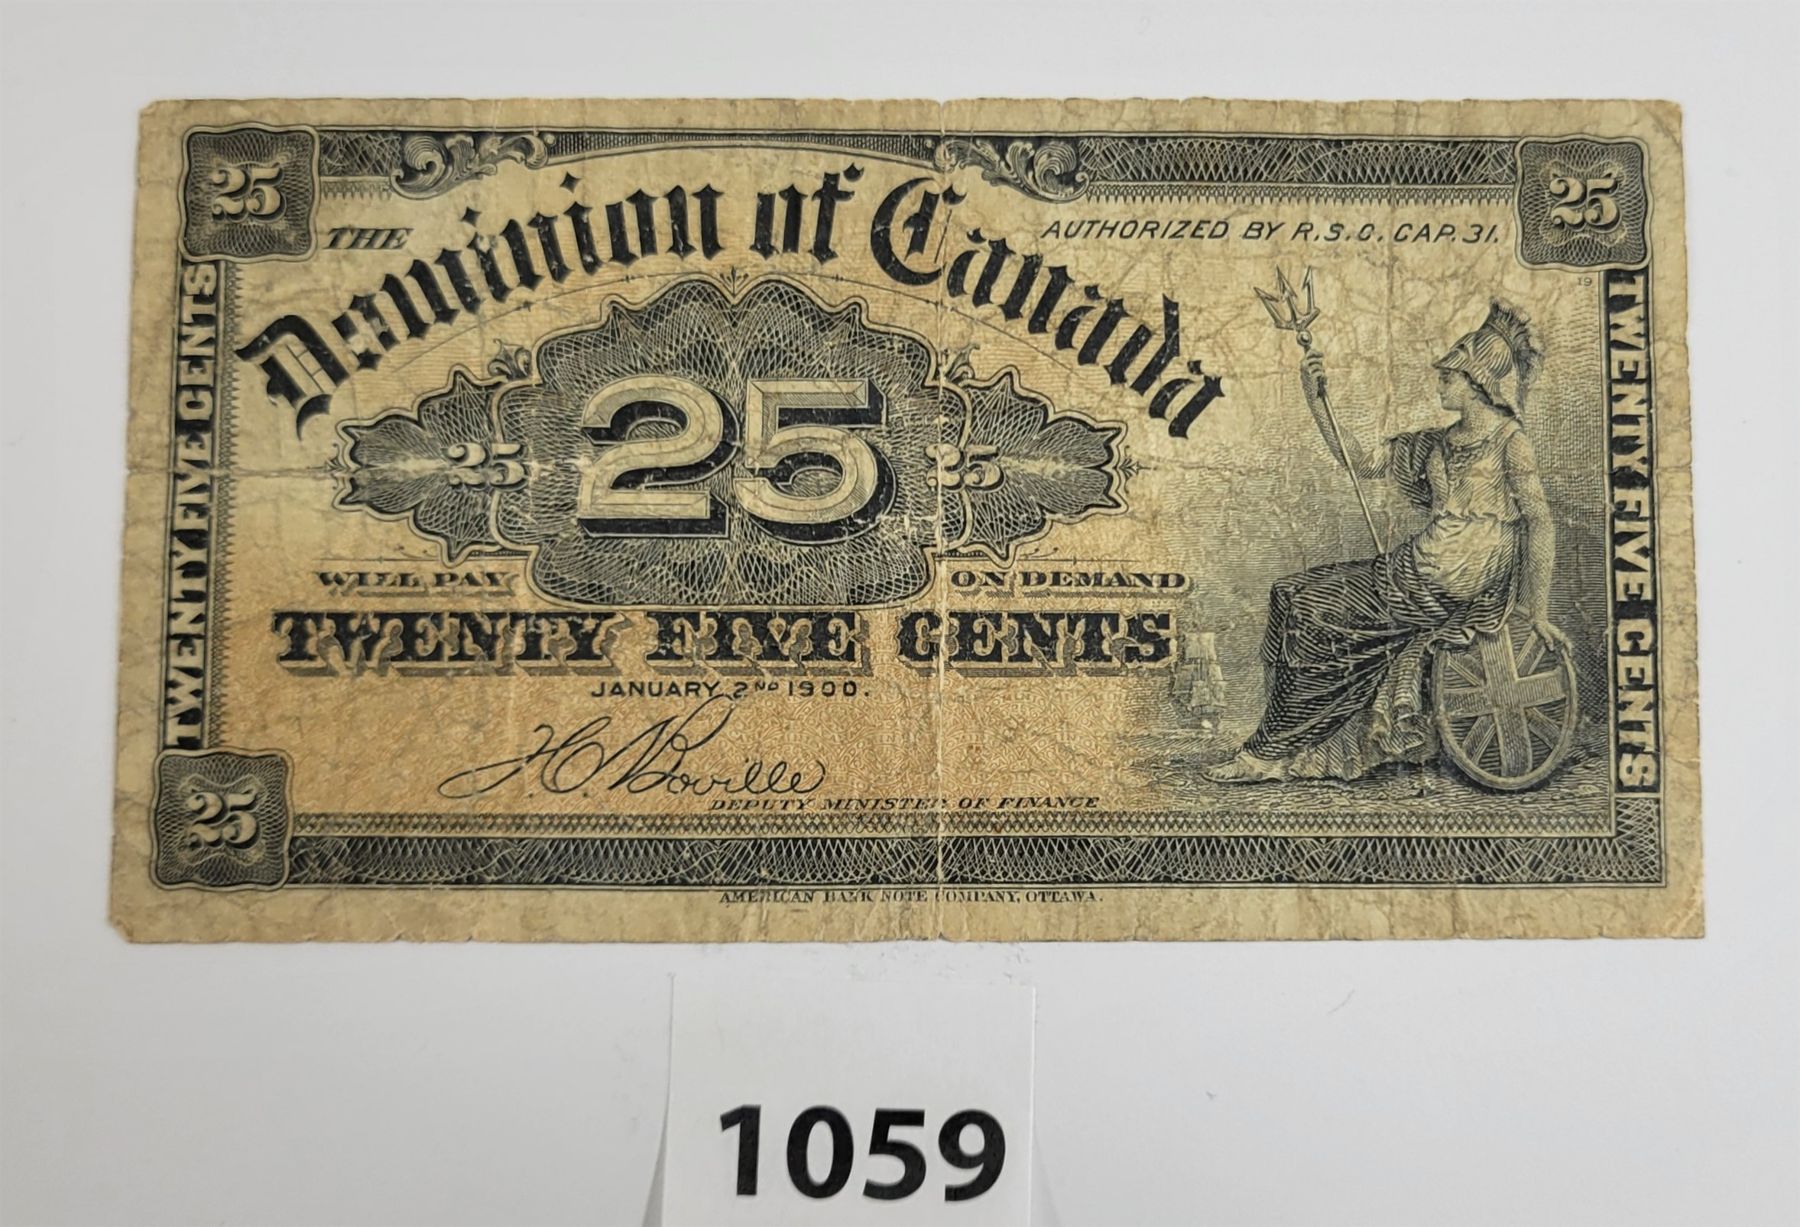 25
25
THE
Dominion of Canada
AUTHORIZED BY R.S.C. CAP. 31.
19
TWENTY FIVE CENTS
TWENTY FIVE CENTS
25
25
25
WILL PAY
ON DEMAND
TWENTY FIVE CENTS
JANUARY 2ND 1900.
H.C. Boville
DEPUTY MINISTER OF FINANCE
25
AMERICAN BANK NOTE COMPANY, OTTAWA.
1059